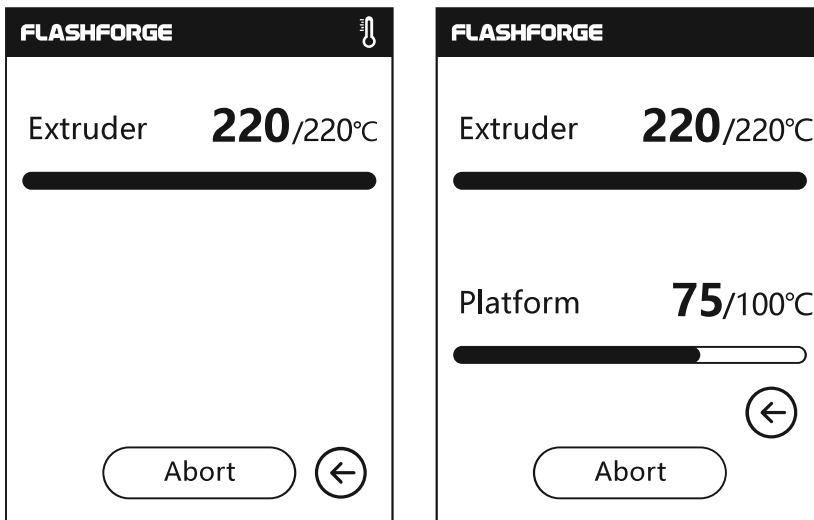 FLASHFORGE
Extruder 220/220℃
Abort
FLASHFORGE
Extruder 220/220℃
Platform 75/100℃
Abort